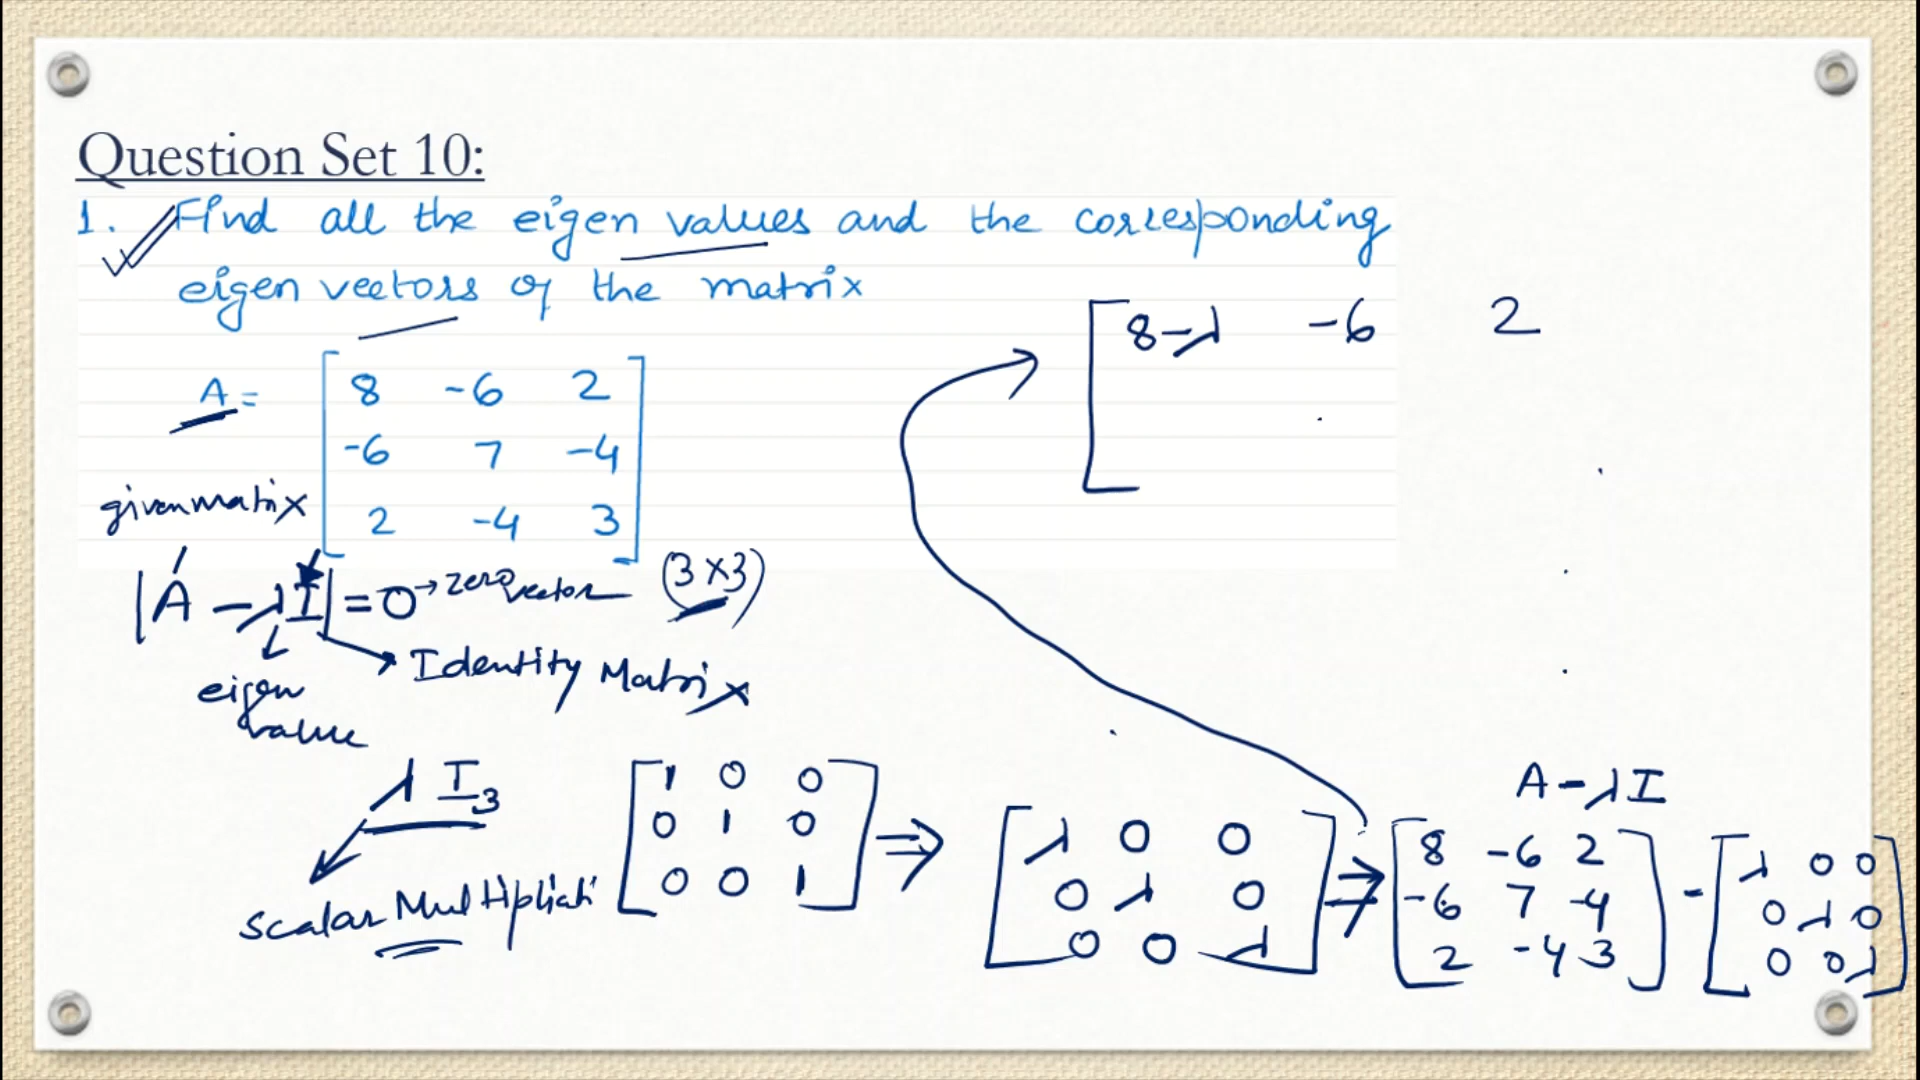 Question Set 10:
1. Find all the eigen values and the corresponding
eigen vectors of the matrix
A = [ 8 -6 2
-6 7 -4
2 -4 3 ]
given matrix
|A - λI| = 0 → zero vector (3 × 3)
Identity Matrix
eigen
value
λ I₃
scalar Multipliati
[ 1 0 0
0 1 0
0 0 1 ]
⇒
[ λ 0 0
0 λ 0
0 0 λ ]
⇒
A - λI
[ 8 -6 2
-6 7 -4
2 -4 3 ]
-
[ λ 0 0
0 λ 0
0 0 λ ]
[ 8-λ -6 2